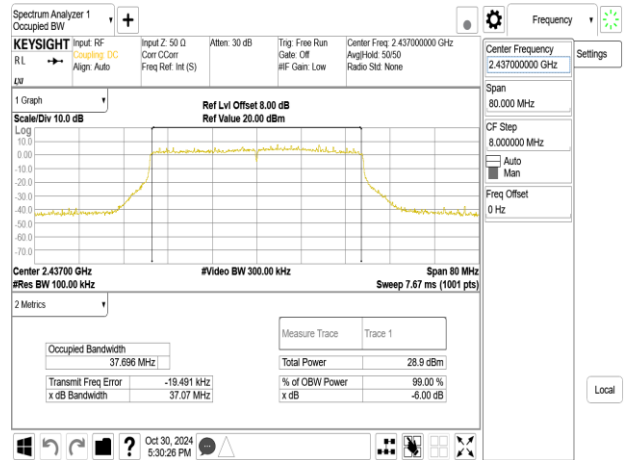 Spectrum Analyzer 1
Occupied BW
KEYSIGHT
RL
Input: RF
Coupling: DC
Align: Auto
Input Z: 50 Ω
Corr CCorr
Freq Ref: Int (S)
Atten: 30 dB
Trig: Free Run
Gate: Off
#IF Gain: Low
Center Freq: 2.437000000 GHz
Avg|Hold: 50/50
Radio Std: None
1 Graph
Scale/Div 10.0 dB
Ref Lvl Offset 8.00 dB
Ref Value 20.00 dBm
Log
10.0
0.00
-10.0
-20.0
-30.0
-40.0
-50.0
-60.0
-70.0
Center 2.43700 GHz
#Res BW 100.00 kHz
#Video BW 300.00 kHz
Span 80 MHz
Sweep 7.67 ms (1001 pts)
2 Metrics
Measure Trace
Trace 1
Occupied Bandwidth
37.696 MHz
Total Power
28.9 dBm
Transmit Freq Error
-19.491 kHz
% of OBW Power
99.00 %
x dB Bandwidth
37.07 MHz
x dB
-6.00 dB
Oct 30, 2024
5:30:26 PM
Frequency
Settings
Center Frequency
2.437000000 GHz
Span
80.000 MHz
CF Step
8.000000 MHz
Auto
Man
Freq Offset
0 Hz
Local